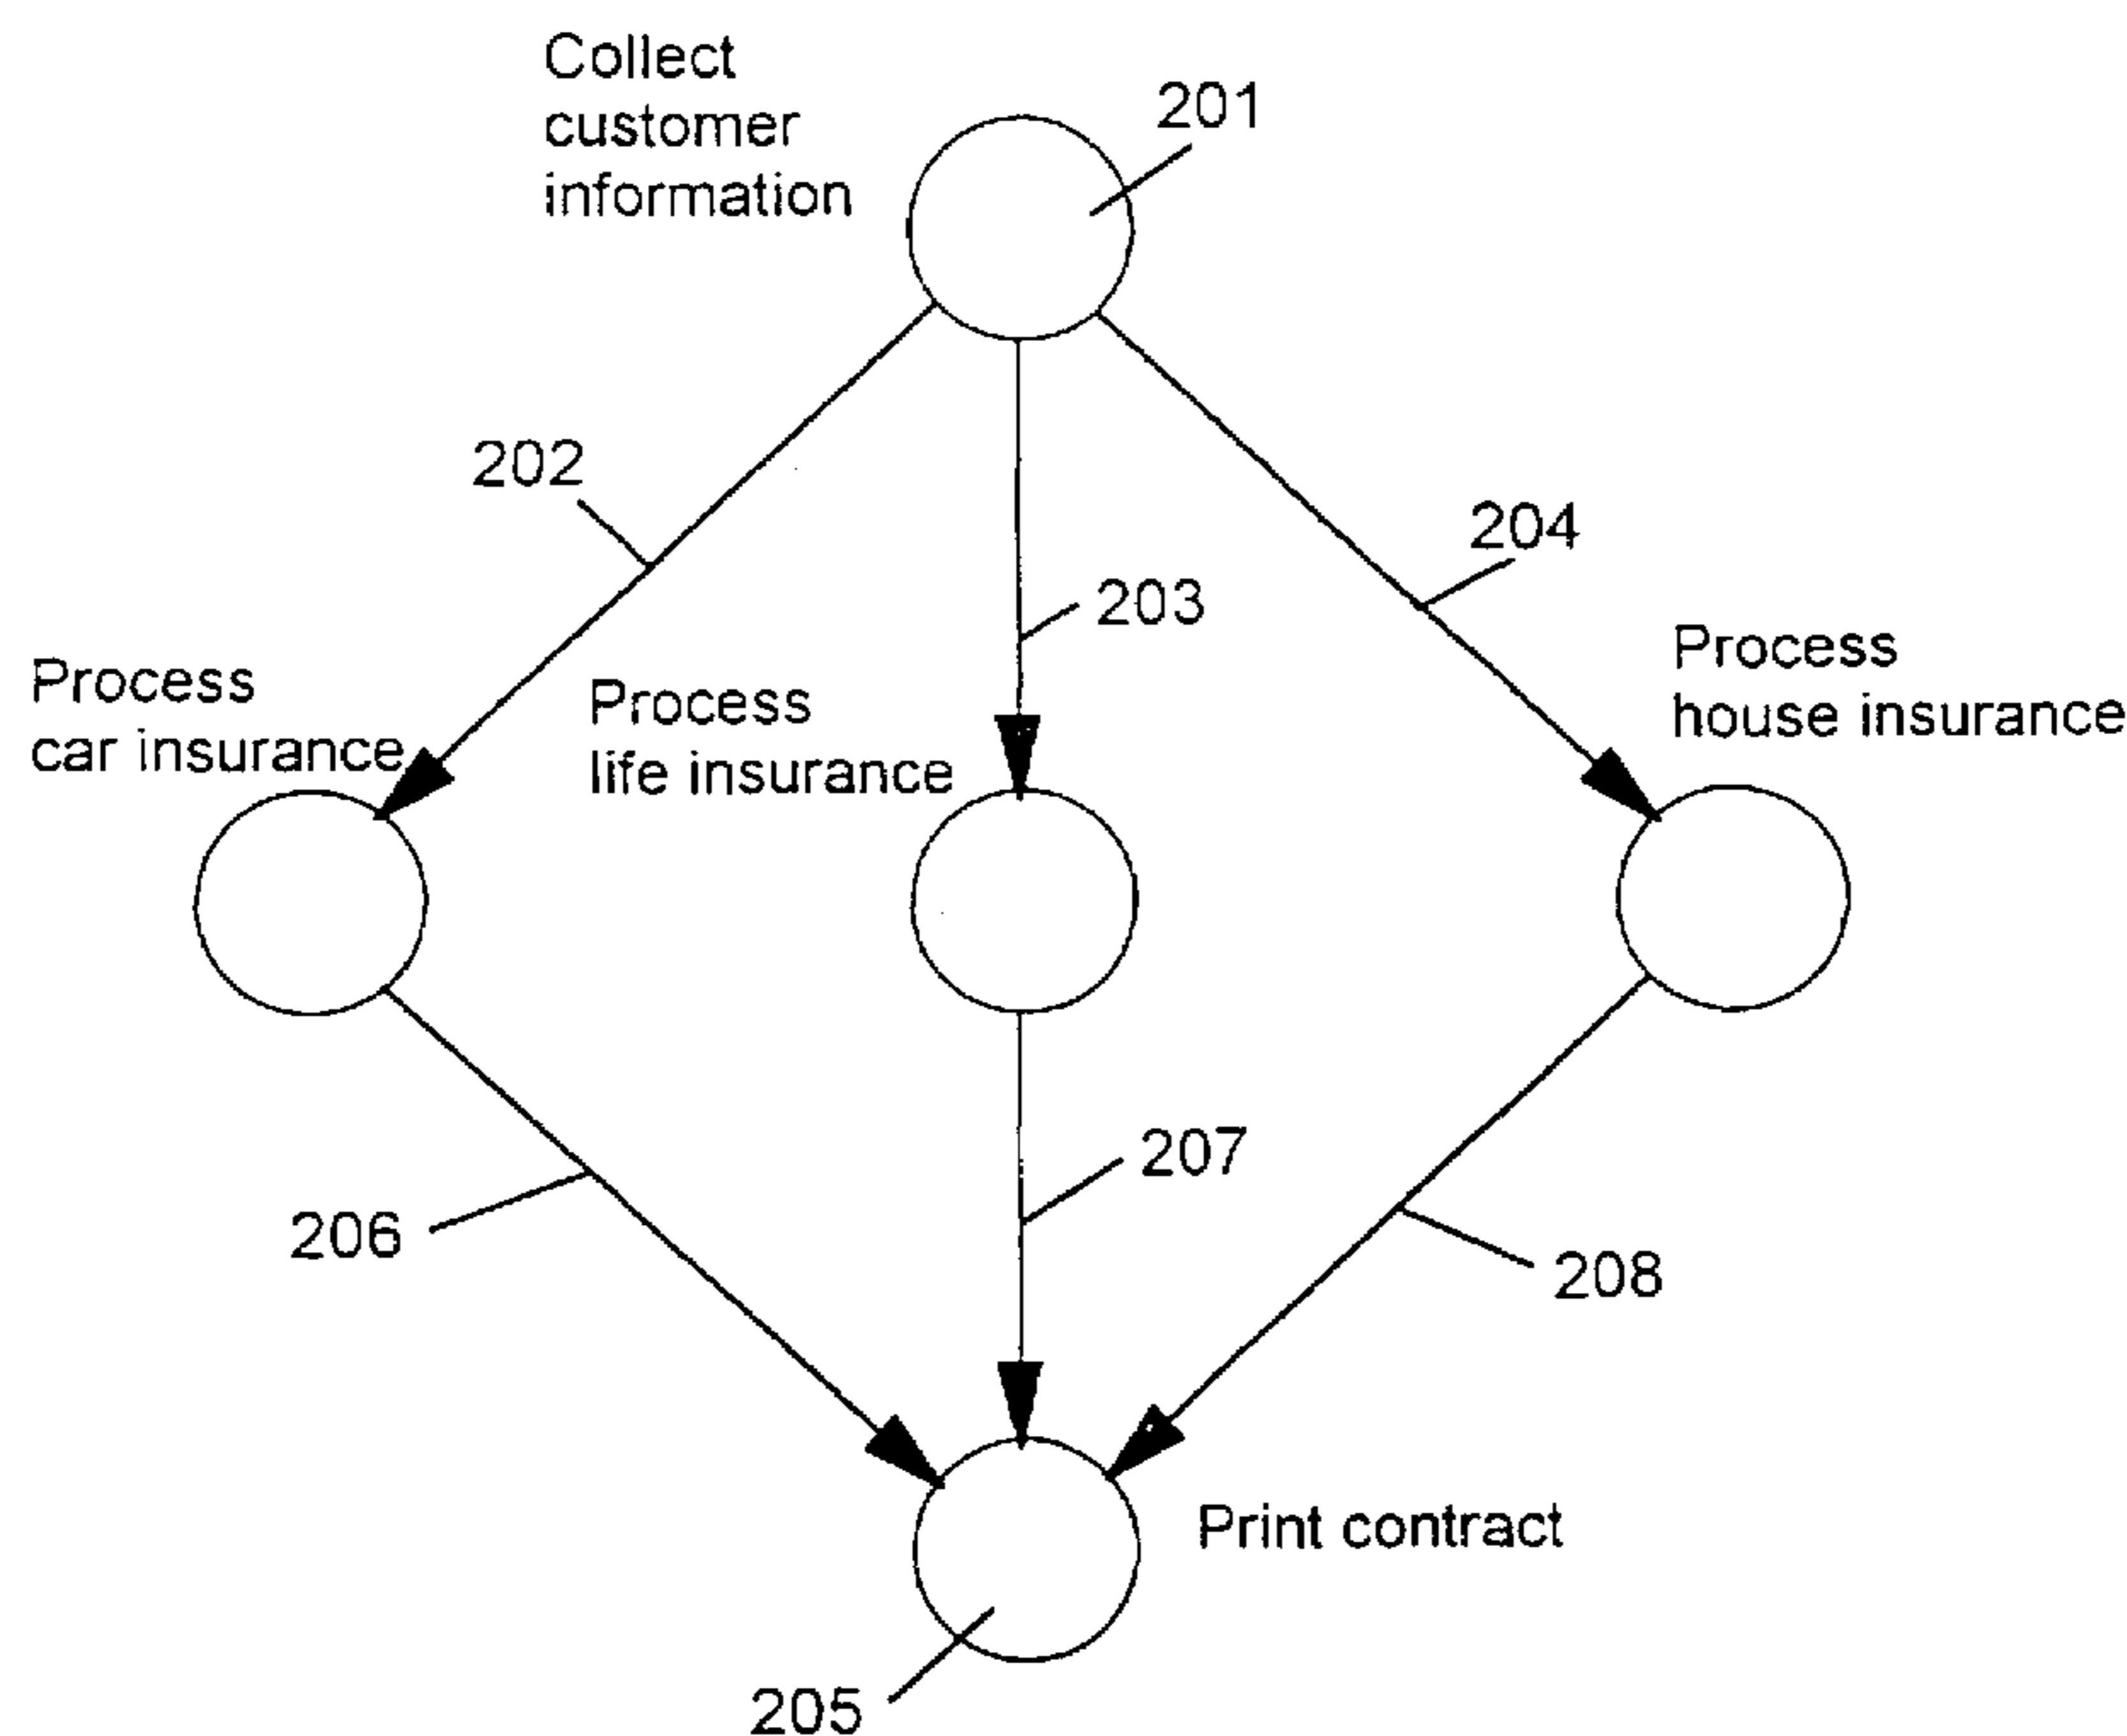 Collect
customer
information
201
202
204
203
Process
house insurance
Process
car insurance
Process
life insurance
207
206
208
Print contract
205